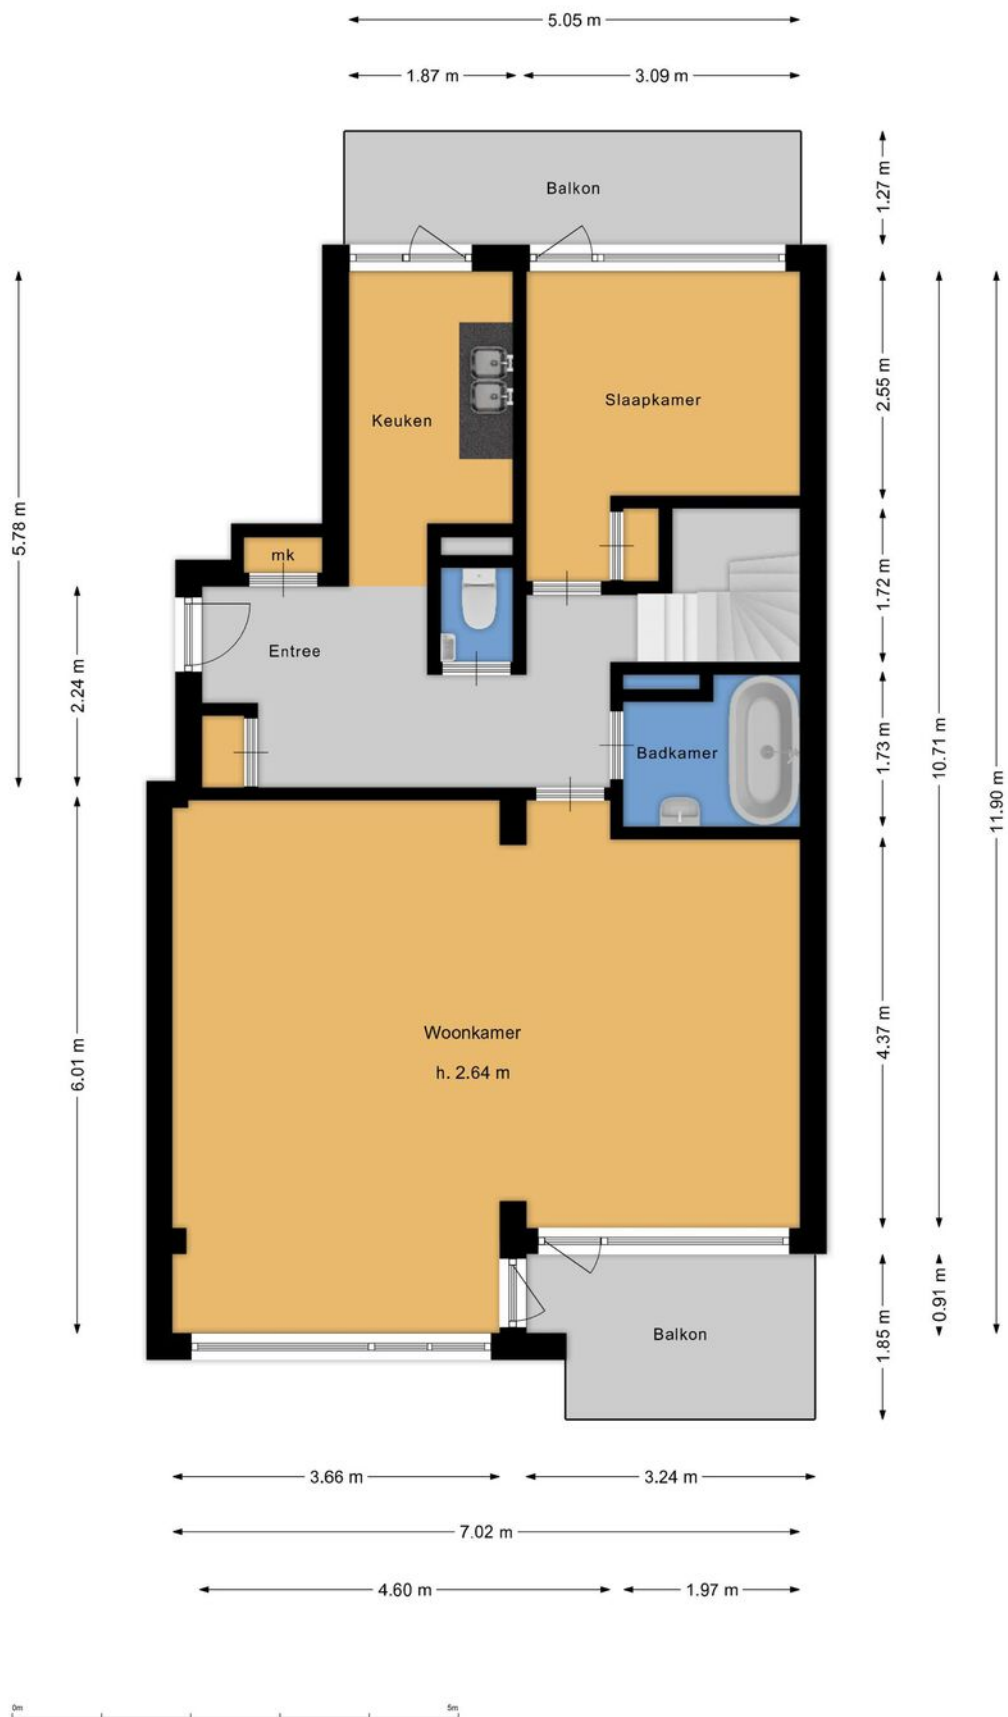 5.05 m
1.87 m
3.09 m
Balkon
1.27 m
Keuken
Slaapkamer
2.55 m
5.78 m
mk
1.72 m
Entree
2.24 m
Badkamer
1.73 m
10.71 m
11.90 m
Woonkamer
h. 2.64 m
4.37 m
6.01 m
Balkon
0.91 m
1.85 m
3.66 m
3.24 m
7.02 m
4.60 m
1.97 m
0m
5m